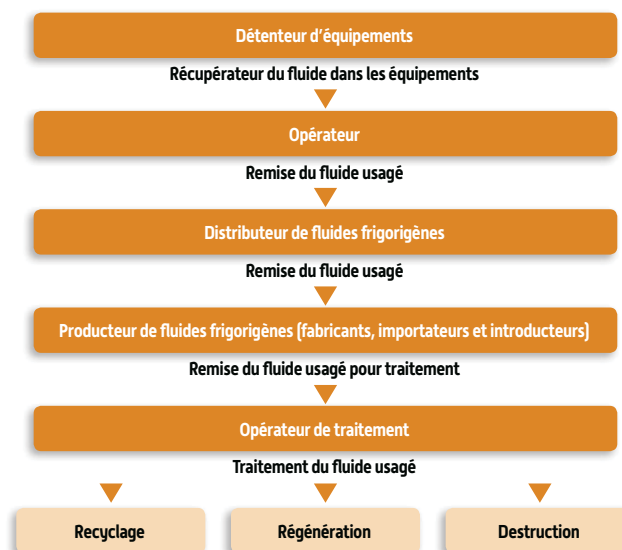 Détenteur d'équipements
Récupérateur du fluide dans les équipements
Opérateur
Remise du fluide usagé
Distributeur de fluides frigorigènes
Remise du fluide usagé
Producteur de fluides frigorigènes (fabricants, importateurs et introducteurs)
Remise du fluide usagé pour traitement
Opérateur de traitement
Traitement du fluide usagé
Recyclage Régénération Destruction